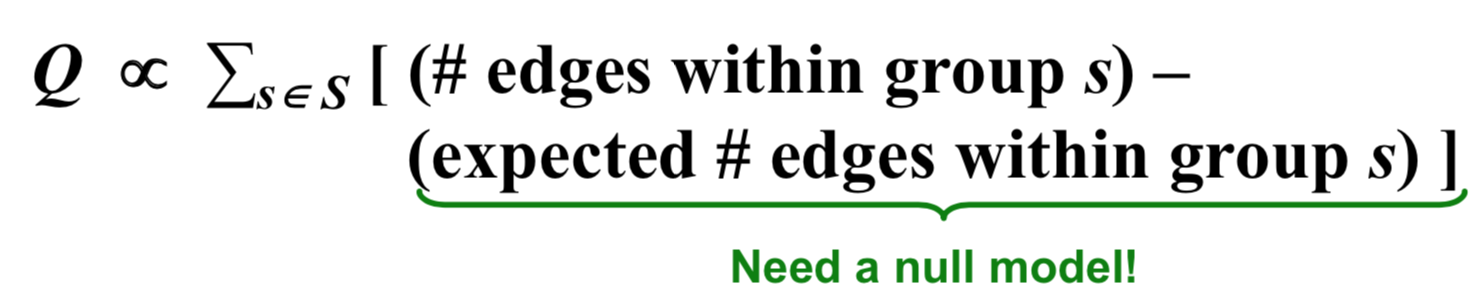 Q ∝ ∑s∈S [ (# edges within group s) –
(expected # edges within group s) ]
Need a null model!